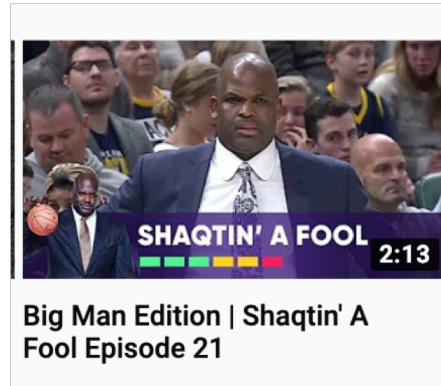 SHAQTIN' A FOOL
2:13
Big Man Edition | Shaqtin' A
Fool Episode 21